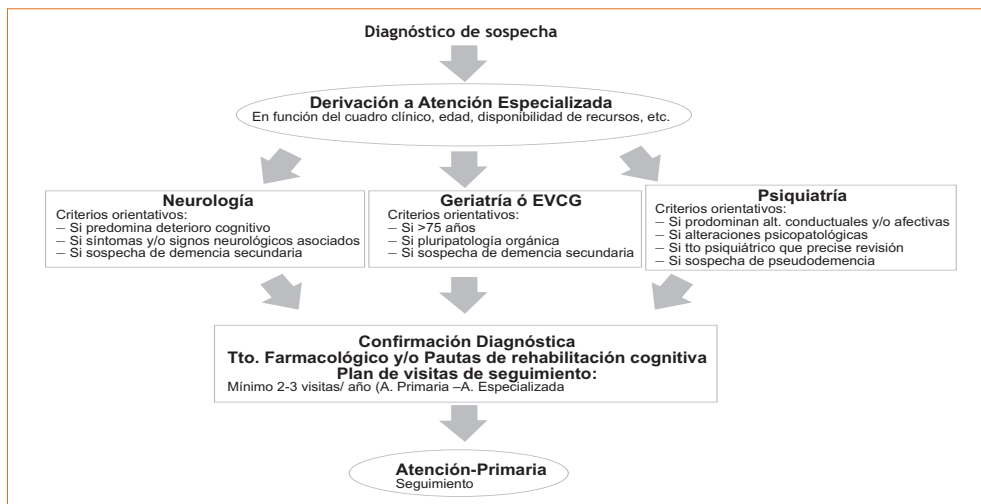 Diagnóstico de sospecha
Derivación a Atención Especializada
En función del cuadro clínico, edad, disponibilidad de recursos, etc.
Neurología
Criterios orientativos:
– Si predomina deterioro cognitivo
– Si síntomas y/o signos neurológicos asociados
– Si sospecha de demencia secundaria
Geriatría ó EVCG
Criterios orientativos:
– Si >75 años
– Si pluripatología orgánica
– Si sospecha de demencia secundaria
Psiquiatría
Criterios orientativos:
– Si prodominan alt. conductuales y/o afectivas
– Si alteraciones psicopatológicas
– Si tto psiquiátrico que precise revisión
– Si sospecha de pseudodemencia
Confirmación Diagnóstica
Tto. Farmacológico y/o Pautas de rehabilitación cognitiva
Plan de visitas de seguimiento:
Mínimo 2-3 visitas/ año (A. Primaria –A. Especializada
Atención-Primaria
Seguimiento